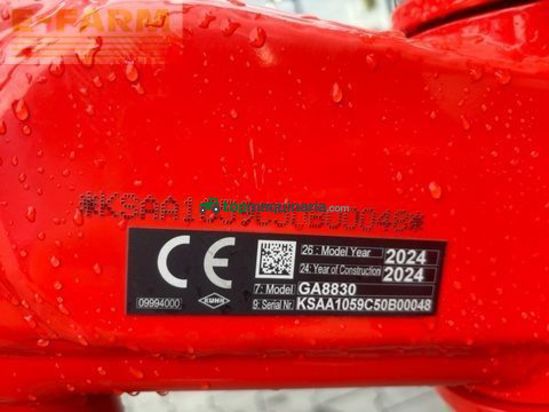 E-FARM
*KSAA1059C50B00048*
26 : Model Year 2024
24: Year of Construction 2024
7: Model GA8830
9: Serial Nr. KSAA1059C50B00048
CE
09994000
KUHN